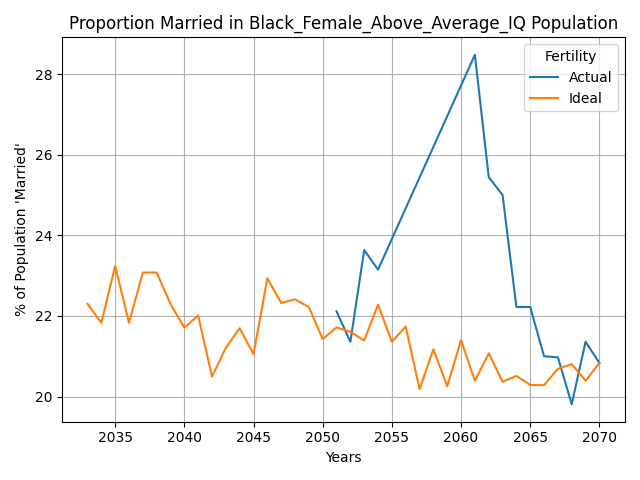 Proportion Married in Black_Female_Above_Average_IQ Population
Fertility
Actual
Ideal
% of Population 'Married'
28
26
24
22
20
2035
2040
2045
2050
2055
2060
2065
2070
Years